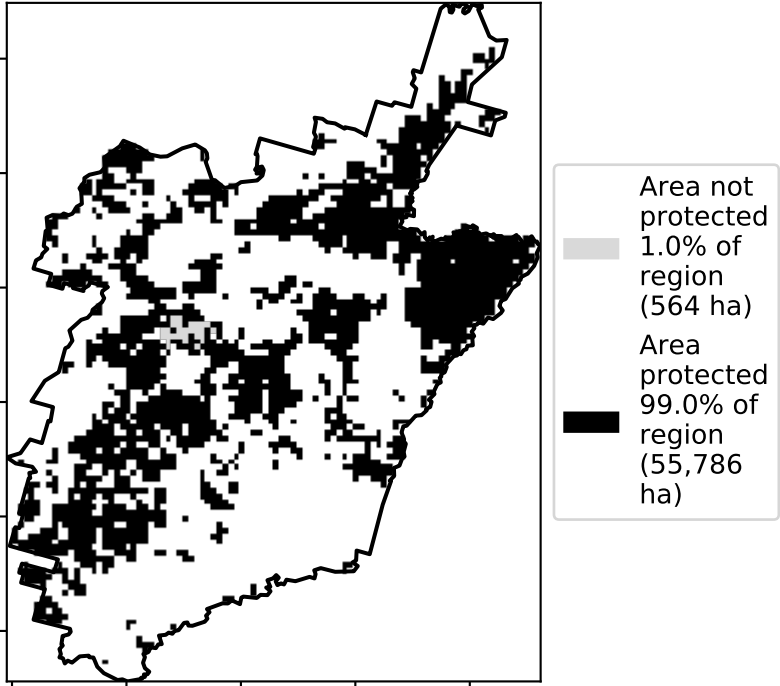 Area not
protected
1.0% of
region
(564 ha)
Area
protected
99.0% of
region
(55,786
ha)